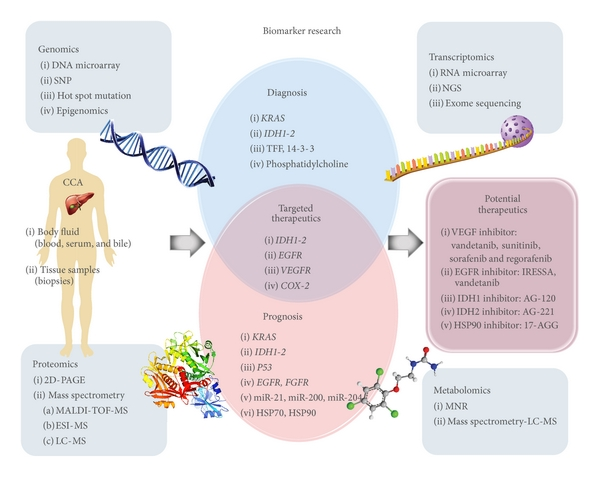 Biomarker research
Genomics
(i) DNA microarray
(ii) SNP
(iii) Hot spot mutation
(iv) Epigenomics
Transcriptomics
(i) RNA microarray
(ii) NGS
(iii) Exome sequencing
Diagnosis
(i) KRAS
(ii) IDH1-2
(iii) TFF, 14-3-3
(iv) Phosphatidylcholine
CCA
(i) Body fluid
(blood, serum, and bile)
(ii) Tissue samples
(biopsies)
Targeted
therapeutics
(i) IDH1-2
(ii) EGFR
(iii) VEGFR
(iv) COX-2
Potential
therapeutics
(i) VEGF inhibitor:
vandetanib, sunitinib,
sorafenib and regorafenib
(ii) EGFR inhibitor: IRESSA,
vandetanib
(iii) IDH1 inhibitor: AG-120
(iv) IDH2 inhibitor: AG-221
(v) HSP90 inhibitor: 17-AGG
Prognosis
(i) KRAS
(ii) IDH1-2
(iii) P53
(iv) EGFR, FGFR
(v) miR-21, miR-200, miR-204
(vi) HSP70, HSP90
Proteomics
(i) 2D-PAGE
(ii) Mass spectrometry
(a) MALDI-TOF-MS
(b) ESI-MS
(c) LC-MS
Metabolomics
(i) MNR
(ii) Mass spectrometry-LC-MS